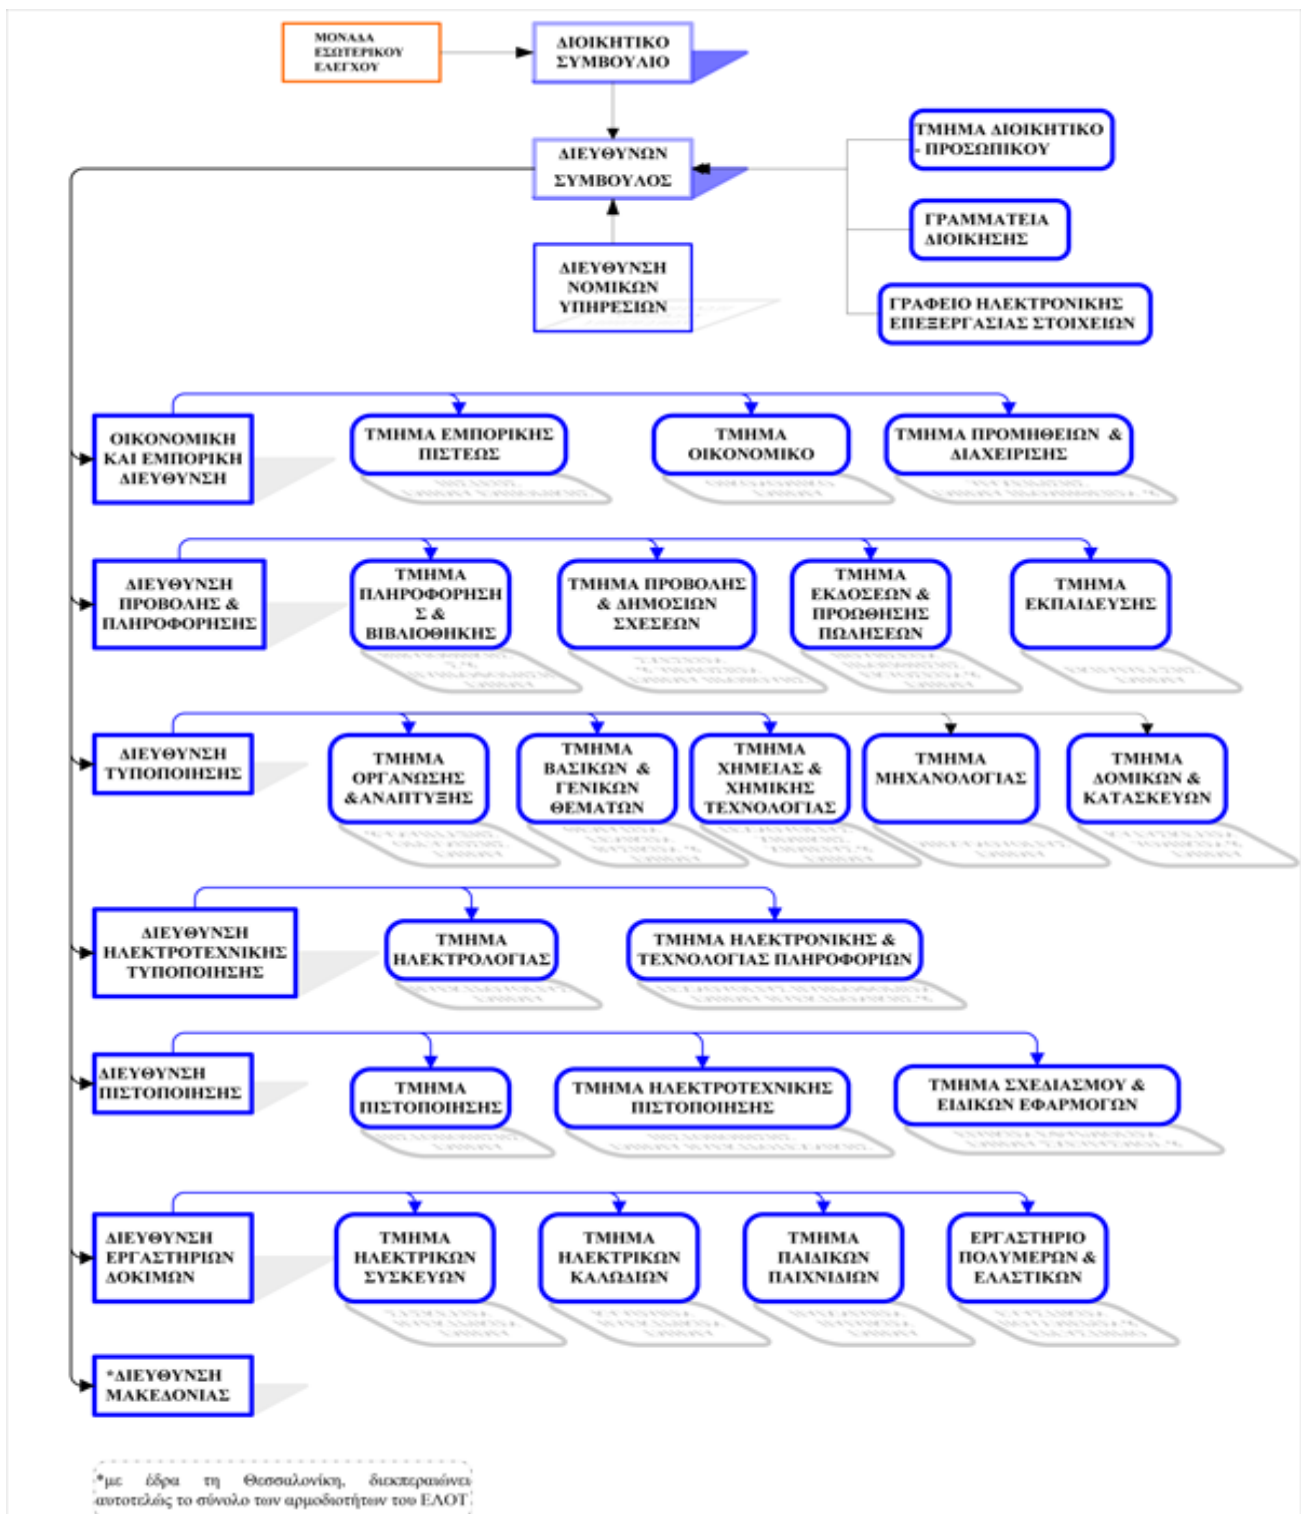 ΜΟΝΑΔΑ
ΕΣΩΤΕΡΙΚΟΥ
ΕΛΕΓΧΟΥ
ΔΙΟΙΚΗΤΙΚΟ
ΣΥΜΒΟΥΛΙΟ
ΔΙΕΥΘΥΝΩΝ
ΣΥΜΒΟΥΛΟΣ
ΤΜΗΜΑ ΔΙΟΙΚΗΤΙΚΟ
- ΠΡΟΣΩΠΙΚΟΥ
ΓΡΑΜΜΑΤΕΙΑ
ΔΙΟΙΚΗΣΗΣ
ΔΙΕΥΘΥΝΣΗ
ΝΟΜΙΚΩΝ
ΥΠΗΡΕΣΙΩΝ
ΓΡΑΦΕΙΟ ΗΛΕΚΤΡΟΝΙΚΗΣ
ΕΠΕΞΕΡΓΑΣΙΑΣ ΣΤΟΙΧΕΙΩΝ
ΟΙΚΟΝΟΜΙΚΗ
ΚΑΙ ΕΜΠΟΡΙΚΗ
ΔΙΕΥΘΥΝΣΗ
ΤΜΗΜΑ ΕΜΠΟΡΙΚΗΣ
ΠΙΣΤΕΩΣ
ΤΜΗΜΑ
ΟΙΚΟΝΟΜΙΚΟ
ΤΜΗΜΑ ΠΡΟΜΗΘΕΙΩΝ &
ΔΙΑΧΕΙΡΙΣΗΣ
ΔΙΕΥΘΥΝΣΗ
ΠΡΟΒΟΛΗΣ &
ΠΛΗΡΟΦΟΡΗΣΗΣ
ΤΜΗΜΑ
ΠΛΗΡΟΦΟΡΗΣΗ
Σ &
ΒΙΒΛΙΟΘΗΚΗΣ
ΤΜΗΜΑ ΠΡΟΒΟΛΗΣ
& ΔΗΜΟΣΙΩΝ
ΣΧΕΣΕΩΝ
ΤΜΗΜΑ
ΕΚΔΟΣΕΩΝ &
ΠΡΟΩΘΗΣΗΣ
ΠΩΛΗΣΕΩΝ
ΤΜΗΜΑ
ΕΚΠΑΙΔΕΥΣΗΣ
ΔΙΕΥΘΥΝΣΗ
ΤΥΠΟΠΟΙΗΣΗΣ
ΤΜΗΜΑ
ΟΡΓΑΝΩΣΗΣ
&ΑΝΑΠΤΥΞΗΣ
ΤΜΗΜΑ
ΒΑΣΙΚΩΝ &
ΓΕΝΙΚΩΝ
ΘΕΜΑΤΩΝ
ΤΜΗΜΑ
ΧΗΜΕΙΑΣ &
ΧΗΜΙΚΗΣ
ΤΕΧΝΟΛΟΓΙΑΣ
ΤΜΗΜΑ
ΜΗΧΑΝΟΛΟΓΙΑΣ
ΤΜΗΜΑ
ΔΟΜΙΚΩΝ &
ΚΑΤΑΣΚΕΥΩΝ
ΔΙΕΥΘΥΝΣΗ
ΗΛΕΚΤΡΟΤΕΧΝΙΚΗΣ
ΤΥΠΟΠΟΙΗΣΗΣ
ΤΜΗΜΑ
ΗΛΕΚΤΡΟΛΟΓΙΑΣ
ΤΜΗΜΑ ΗΛΕΚΤΡΟΝΙΚΗΣ &
ΤΕΧΝΟΛΟΓΙΑΣ ΠΛΗΡΟΦΟΡΙΩΝ
ΔΙΕΥΘΥΝΣΗ
ΠΙΣΤΟΠΟΙΗΣΗΣ
ΤΜΗΜΑ
ΠΙΣΤΟΠΟΙΗΣΗΣ
ΤΜΗΜΑ ΗΛΕΚΤΡΟΤΕΧΝΙΚΗΣ
ΠΙΣΤΟΠΟΙΗΣΗΣ
ΤΜΗΜΑ ΣΧΕΔΙΑΣΜΟΥ &
ΕΙΔΙΚΩΝ ΕΦΑΡΜΟΓΩΝ
ΔΙΕΥΘΥΝΣΗ
ΕΡΓΑΣΤΗΡΙΩΝ
ΔΟΚΙΜΩΝ
ΤΜΗΜΑ
ΗΛΕΚΤΡΙΚΩΝ
ΣΥΣΚΕΥΩΝ
ΤΜΗΜΑ
ΗΛΕΚΤΡΙΚΩΝ
ΚΑΛΩΔΙΩΝ
ΤΜΗΜΑ
ΠΑΙΔΙΚΩΝ
ΠΑΙΧΝΙΔΙΩΝ
ΕΡΓΑΣΤΗΡΙΟ
ΠΟΛΥΜΕΡΩΝ &
ΕΛΑΣΤΙΚΩΝ
*ΔΙΕΥΘΥΝΣΗ
ΜΑΚΕΔΟΝΙΑΣ
*με έδρα τη Θεσσαλονίκη, διεκπεραιώνει
αυτοτελώς το σύνολο των αρμοδιοτήτων του ΕΛΟΤ